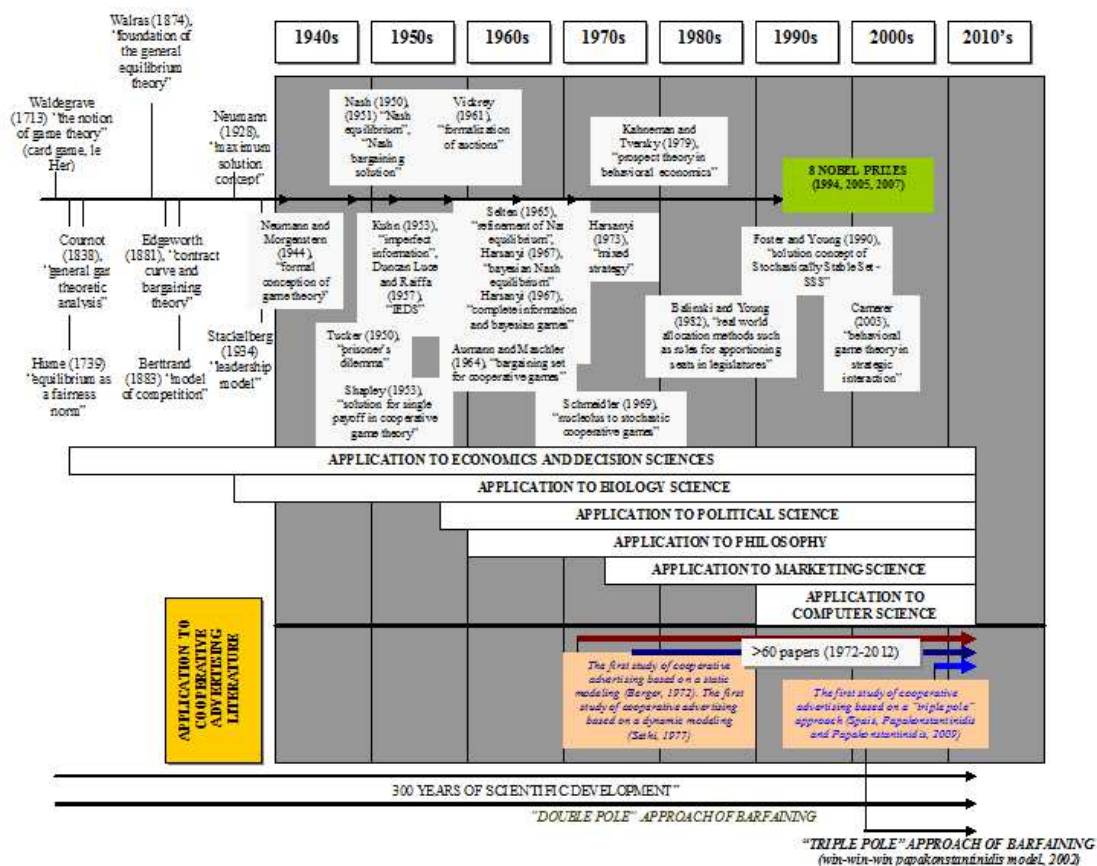 Walras (1874),
"foundation of
the general
equilibrium
theory"
1940s
1950s
1960s
1970s
1980s
1990s
2000s
2010's
Waldegrave
(1713) "the notion
of game theory"
(card game, le
Her)
Neumann
(1928),
"maximum
solution
concept"
Nash (1950),
(1951) "Nash
equilibrium",
"Nash
bargaining
solution"
Vickrey
(1961),
"formalization
of auctions"
Kahneman and
Tversky (1979),
"prospect theory in
behavioral economics"
8 NOBEL PRIZES
(1994, 2005, 2007)
Cournot
(1838),
"general gar
theoretic
analysis"
Edgeworth
(1881), "contract
curve and
bargaining
theory"
Neumann
and
Morgenstern
(1944),
"formal
conception of
game theory"
Kuhn (1953),
"imperfect
information",
Duncan Luce
and Raiffa
(1957),
"IEDS"
Selten (1965),
"refinement of Nas
equilibrium",
Harsanyi (1967),
"bayesian Nash
equilibrium"
Harsanyi (1967),
"complete information
and bayesian games"
Harsanyi
(1973),
"mixed
strategy"
Foster and Young (1990),
"solution concept of
Stochastically Stable Set -
SSS"
Hume (1739)
"equilibrium as
a fairness
norm"
Bertrand
(1883) "model
of competition"
Stackelberg
(1934)
"leadership
model"
Tucker (1950),
"prisoner's
dilemma"
Shapley (1953),
"solution for single
payoff in cooperative
game theory"
Aumann and Maschler
(1964), "bargaining set
for cooperative games"
Schmeidler (1969),
"nucleolus to stochastic
cooperative games"
Balinski and Young
(1982), "real world
allocation methods such
as rules for apportioning
seats in legislatures"
Camerer
(2003),
"behavioral
game theory in
strategic
interaction"
APPLICATION TO ECONOMICS AND DECISION SCIENCES
APPLICATION TO BIOLOGY SCIENCE
APPLICATION TO POLITICAL SCIENCE
APPLICATION TO PHILOSOPHY
APPLICATION TO MARKETING SCIENCE
APPLICATION TO
COMPUTER SCIENCE
APPLICATION TO
COOPERATIVE
ADVERTISING
LITERATURE
>60 papers (1972-2012)
The first study of cooperative
advertising based on a static
modeling (Berger, 1972). The first
study of cooperative advertising
based on a dynamic modeling
(Sethi, 1977)
The first study of cooperative
advertising based on a "triple pole"
approach (Spais, Papakonstantinidis
and Papakonstantinidis, 2009)
300 YEARS OF SCIENTIFIC DEVELOPMENT"
"DOUBLE POLE" APPROACH OF BARFAINING
"TRIPLE POLE" APPROACH OF BARFAINING
(win-win-win papakonstantinidis model, 2002)